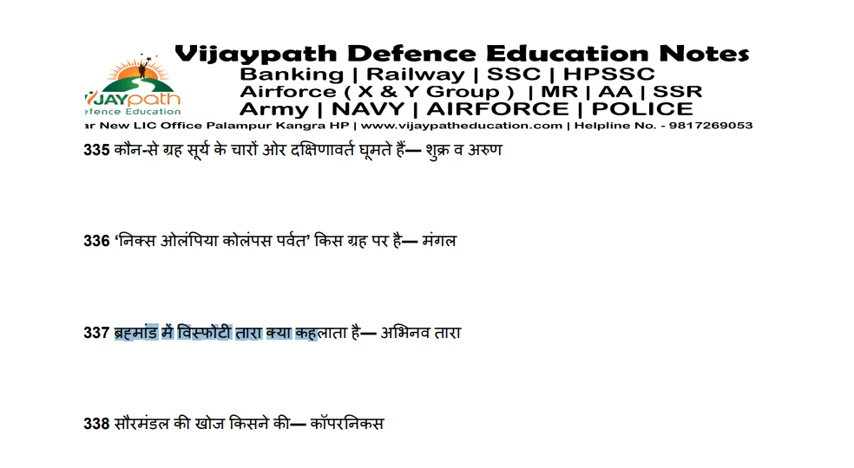 Vijaypath Defence Education Notes
Banking | Railway | SSC | HPSSC
Airforce ( X & Y Group ) | MR | AA | SSR
Army | NAVY | AIRFORCE | POLICE
VIJAYpath
efence Education
ar New LIC Office Palampur Kangra HP | www.vijaypatheducation.com | Helpline No. - 9817269053
335 कौन-से ग्रह सूर्य के चारों ओर दक्षिणावर्त घूमते हैं— शुक्र व अरुण
336 ‘निक्स ओलंपिया कोलंपस पर्वत’ किस ग्रह पर है— मंगल
337 ब्रह्मांड में विस्फोटी तारा क्या कहलाता है— अभिनव तारा
338 सौरमंडल की खोज किसने की— कॉपरनिकस